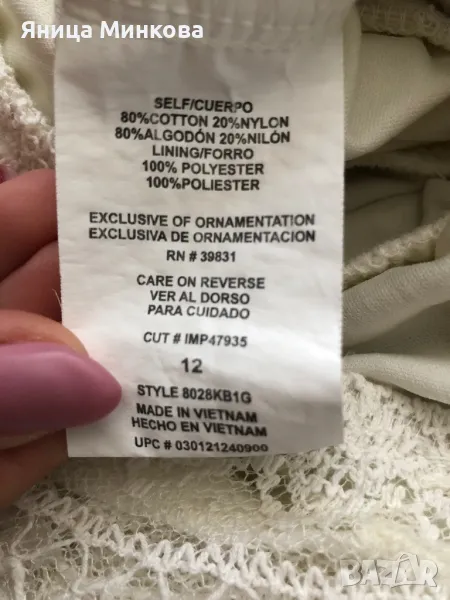 Яница Минкова
SELF/CUERPO
80%COTTON 20%NYLON
80%ALGODÓN 20%NILÓN
LINING/FORRO
100% POLYESTER
100%POLIESTER
EXCLUSIVE OF ORNAMENTATION
EXCLUSIVA DE ORNAMENTACION
RN # 39831
CARE ON REVERSE
VER AL DORSO
PARA CUIDADO
CUT # IMP47935
12
STYLE 8028KB1G
MADE IN VIETNAM
HECHO EN VIETNAM
UPC # 030121240900
BAZAR